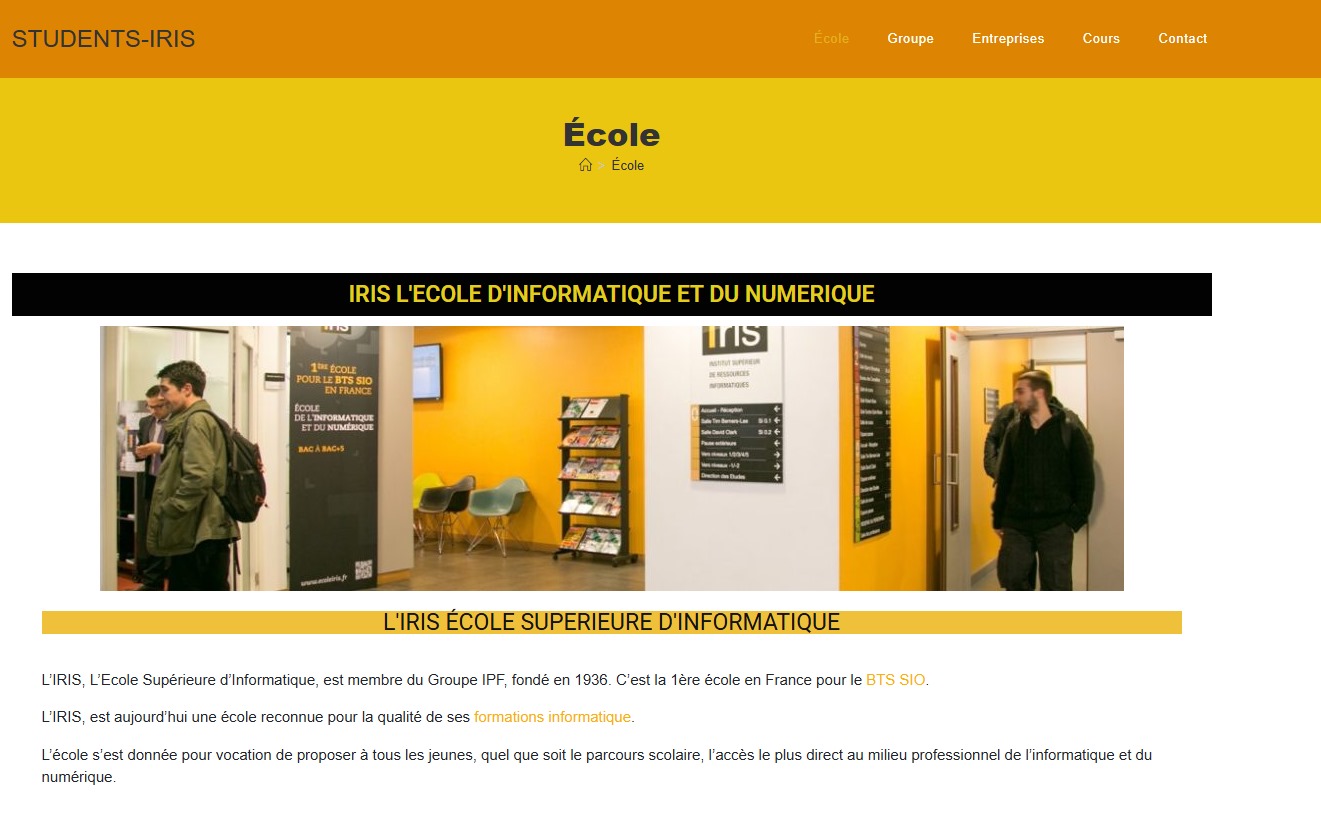 STUDENTS-IRIS
École Groupe Entreprises Cours Contact
École
> École
IRIS L'ECOLE D'INFORMATIQUE ET DU NUMERIQUE
iris
1ÈRE ÉCOLE
POUR LE BTS SIO
EN FRANCE
ÉCOLE
DE L'INFORMATIQUE
ET DU NUMÉRIQUE
BAC À BAC+5
www.ecoleiris.fr
iris
INSTITUT SUPÉRIEUR
DE RESSOURCES
INFORMATIQUES
Accueil - Réception
Salle Tim Berners-Lee SI 0.1
Salle David Clark SI 0.2
Pause extérieure
Vers niveaux 1/2/3/4/5
Vers niveaux -1/-2
Direction des Etudes
L'IRIS ÉCOLE SUPERIEURE D'INFORMATIQUE
L’IRIS, L’Ecole Supérieure d’Informatique, est membre du Groupe IPF, fondé en 1936. C’est la 1ère école en France pour le BTS SIO.
L’IRIS, est aujourd’hui une école reconnue pour la qualité de ses formations informatique.
L’école s’est donnée pour vocation de proposer à tous les jeunes, quel que soit le parcours scolaire, l’accès le plus direct au milieu professionnel de l’informatique et du
numérique.